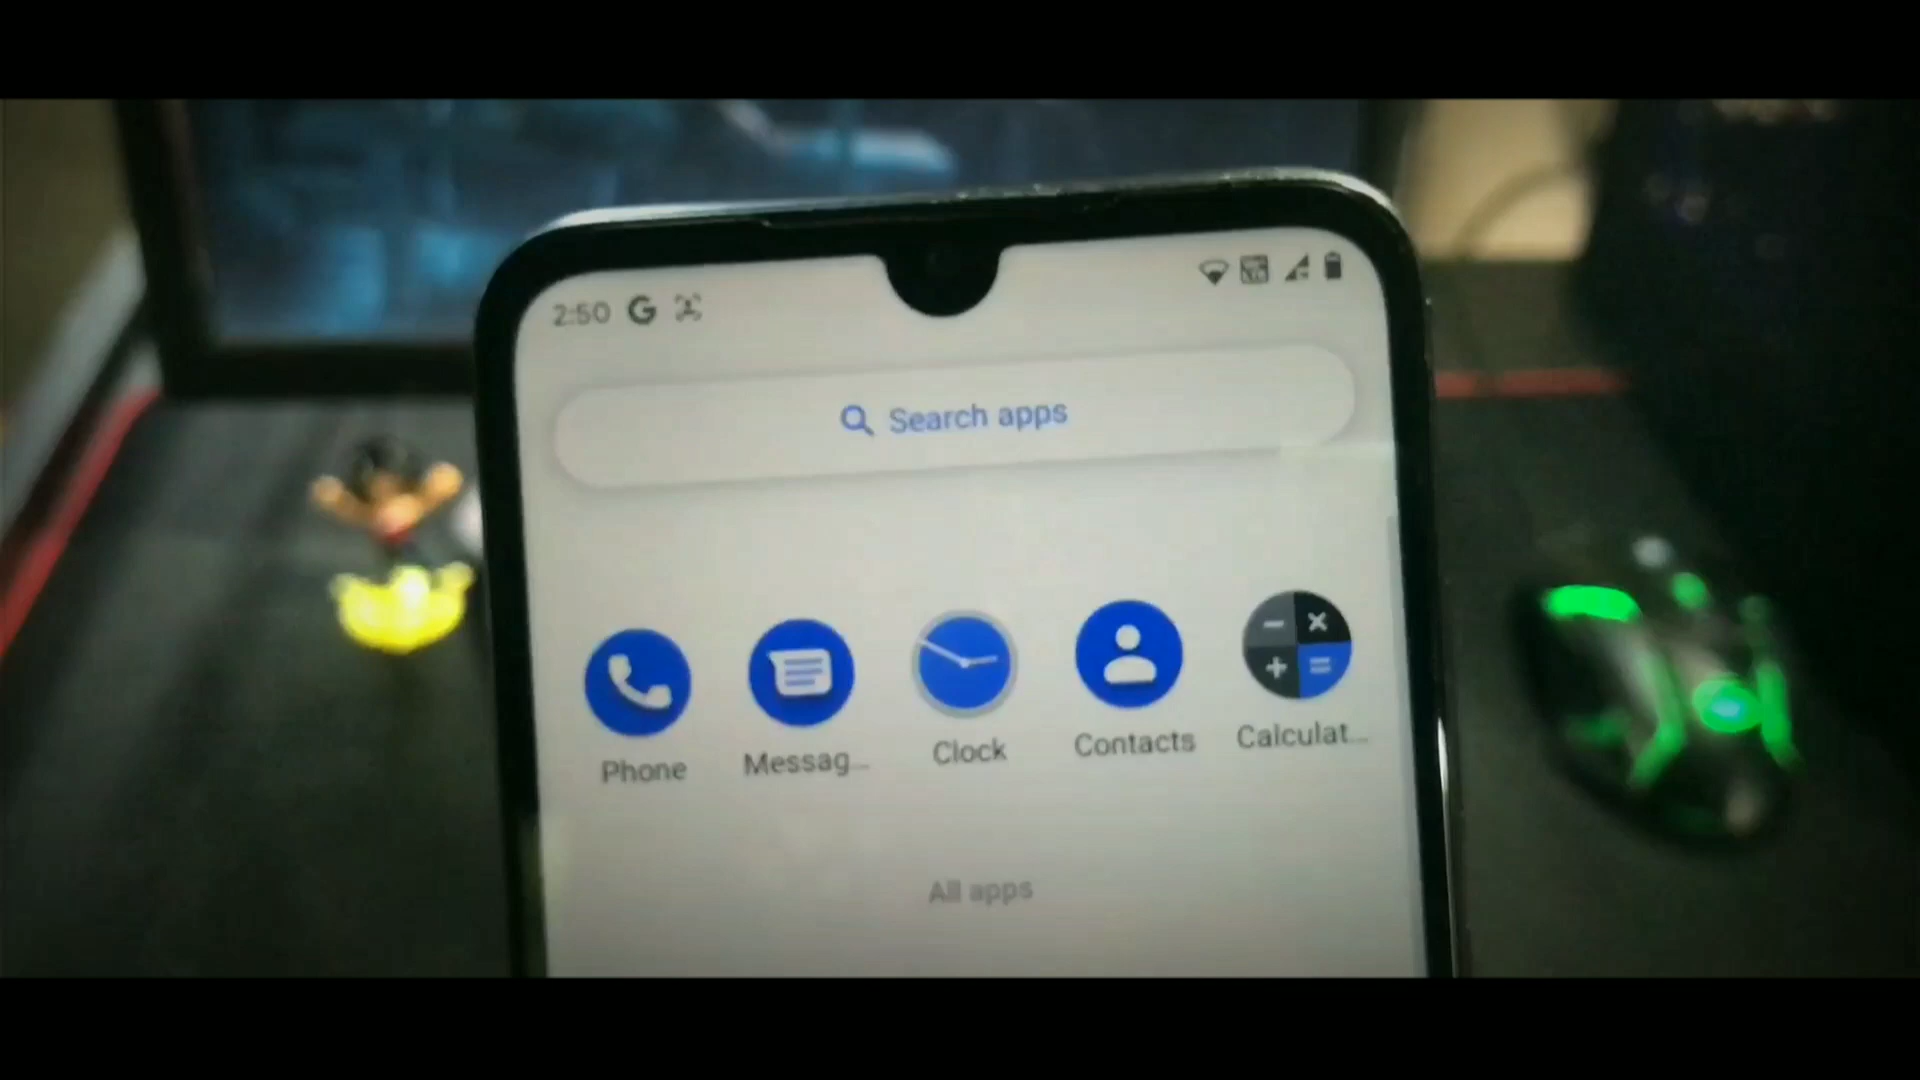 2:50 G
Search apps
Phone Messag... Clock Contacts Calculat...
All apps